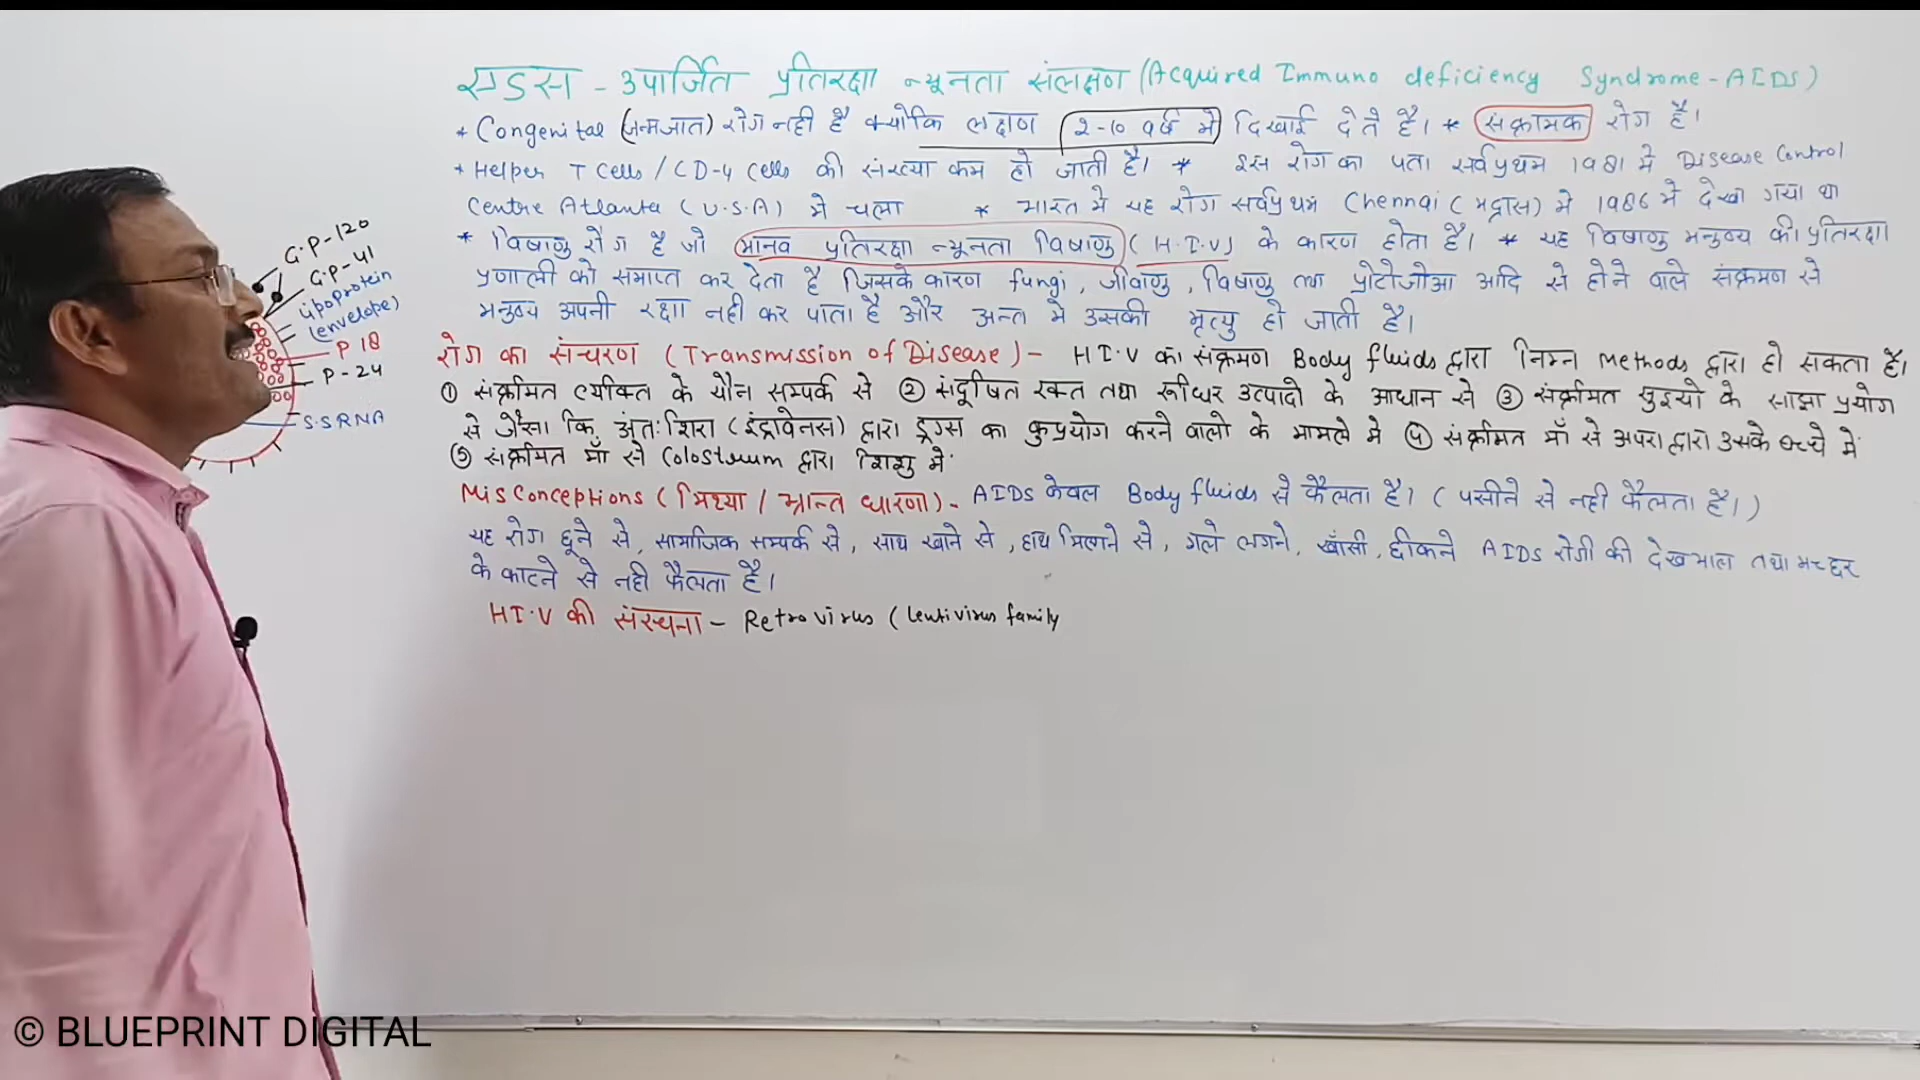 एड्स - उपार्जित प्रतिरक्षा न्यूनता संलक्षण (Acquired Immuno deficiency Syndrome - AIDS)
* Congenital (जन्मजात) रोग नही है क्योकि लक्षण 2-10 वर्ष मे दिखाई देते है। * संक्रामक रोग है।
* Helper T Cells / CD-4 Cells की संख्या कम हो जाती है। * इस रोग का पता सर्वप्रथम 1981 मे Disease Control
Centre Atlanta (U.S.A) मे चला * भारत मे यह रोग सर्वप्रथम Chennai (मद्रास) मे 1986 मे देखा गया था
* विषाणु रोग है जो मानव प्रतिरक्षा न्यूनता विषाणु (H.I.V) के कारण होता है। * यह विषाणु मनुष्य की प्रतिरक्षा
प्रणाली को समाप्त कर देता है जिसके कारण fungi, जीवाणु, विषाणु तथा प्रोटोजोआ आदि से होने वाले संक्रमण से
मनुष्य अपनी रक्षा नही कर पाता है और अन्त मे उसकी मृत्यु हो जाती है।
रोग का संचरण (Transmission of Disease) - H.I.V का संक्रमण Body fluids द्वारा निम्न Methods द्वारा हो सकता है।
① संक्रमित व्यक्ति के यौन सम्पर्क से ② संदूषित रक्त तथा रूधिर उत्पादो के आधान से ③ संक्रमित सुइयो के साझा प्रयोग
से जैसा कि अंतः शिरा (इंट्रावेनस) द्वारा ड्रग्स का कुप्रयोग करने वालो के मामले मे ④ संक्रमित माँ से अपरा द्वारा उसके बच्चे में
⑤ संक्रमित माँ से Colostrum द्वारा शिशु में
Misconceptions (मिथ्या / भ्रान्त धारणा) - AIDS केवल Body fluids से फैलता है। (पसीने से नही फैलता है।)
यह रोग छूने से, सामाजिक सम्पर्क से, साथ खाने से, हाथ मिलाने से, गले लगने, खाँसी, छीकने AIDS रोगी की देखभाल तथा मच्छर
के काटने से नही फैलता है।
H.I.V की संरचना - Retrovirus (lentivirus family
G.P-120
G.P-41
lipoprotein
(envelope)
P 18
P-24
S.S RNA
© BLUEPRINT DIGITAL